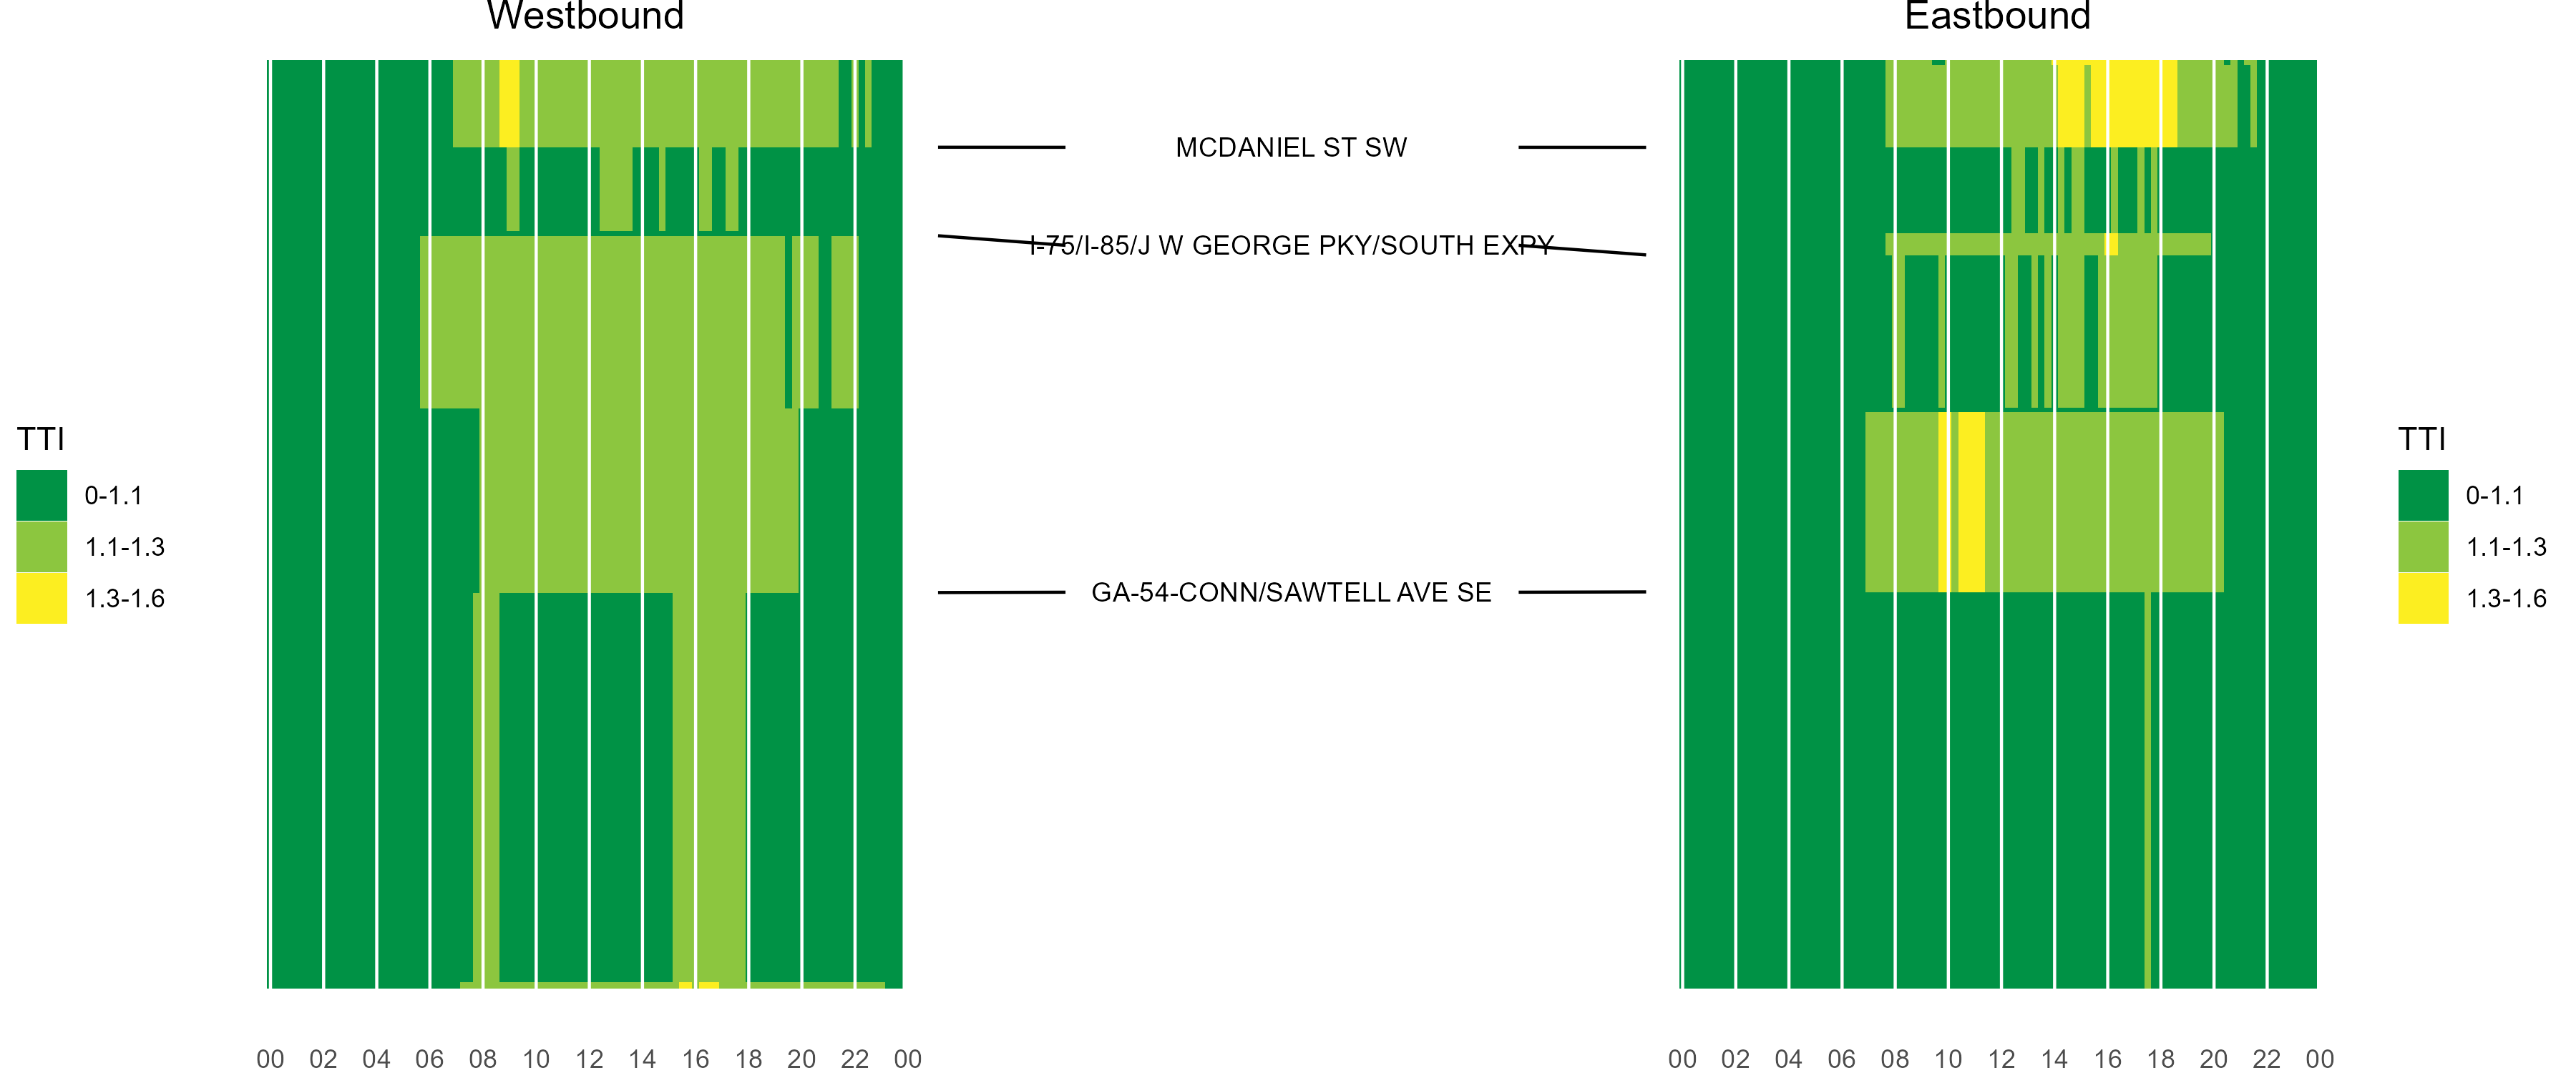 Westbound
Eastbound
MCDANIEL ST SW
I-75/I-85/J W GEORGE PKY/SOUTH EXPY
GA-54-CONN/SAWTELL AVE SE
TTI
0-1.1
1.1-1.3
1.3-1.6
TTI
0-1.1
1.1-1.3
1.3-1.6
00 02 04 06 08 10 12 14 16 18 20 22 00
00 02 04 06 08 10 12 14 16 18 20 22 00